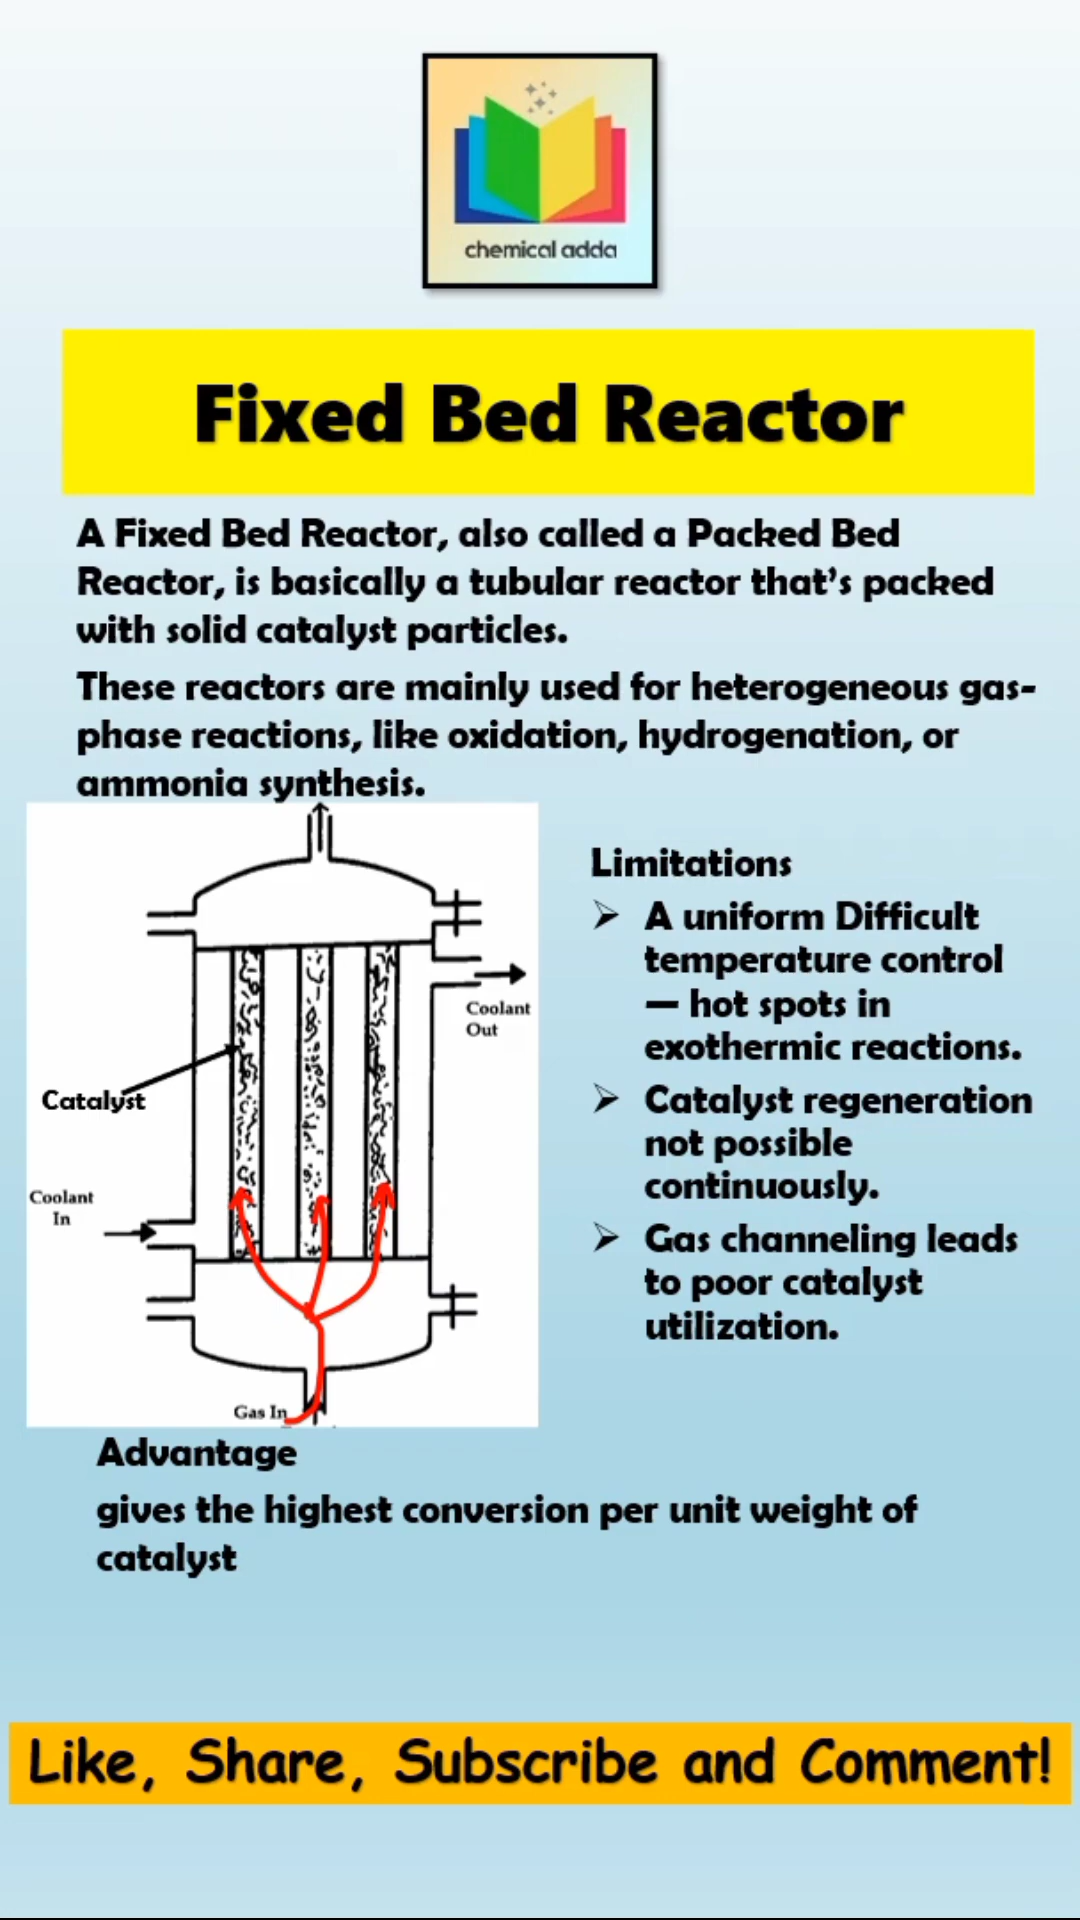 chemical adda
Fixed Bed Reactor
A Fixed Bed Reactor, also called a Packed Bed
Reactor, is basically a tubular reactor that's packed
with solid catalyst particles.
These reactors are mainly used for heterogeneous gas-
phase reactions, like oxidation, hydrogenation, or
ammonia synthesis.
Coolant
Out
Catalyst
Coolant
In
Gas In
Limitations
➢ A uniform Difficult
temperature control
— hot spots in
exothermic reactions.
➢ Catalyst regeneration
not possible
continuously.
➢ Gas channeling leads
to poor catalyst
utilization.
Advantage
gives the highest conversion per unit weight of
catalyst
Like, Share, Subscribe and Comment!